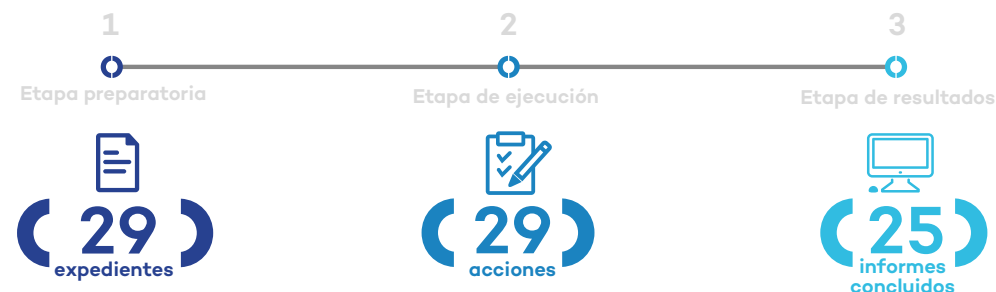 1
2
3
Etapa preparatoria
Etapa de ejecución
Etapa de resultados
29
expedientes
29
acciones
25
informes
concluidos